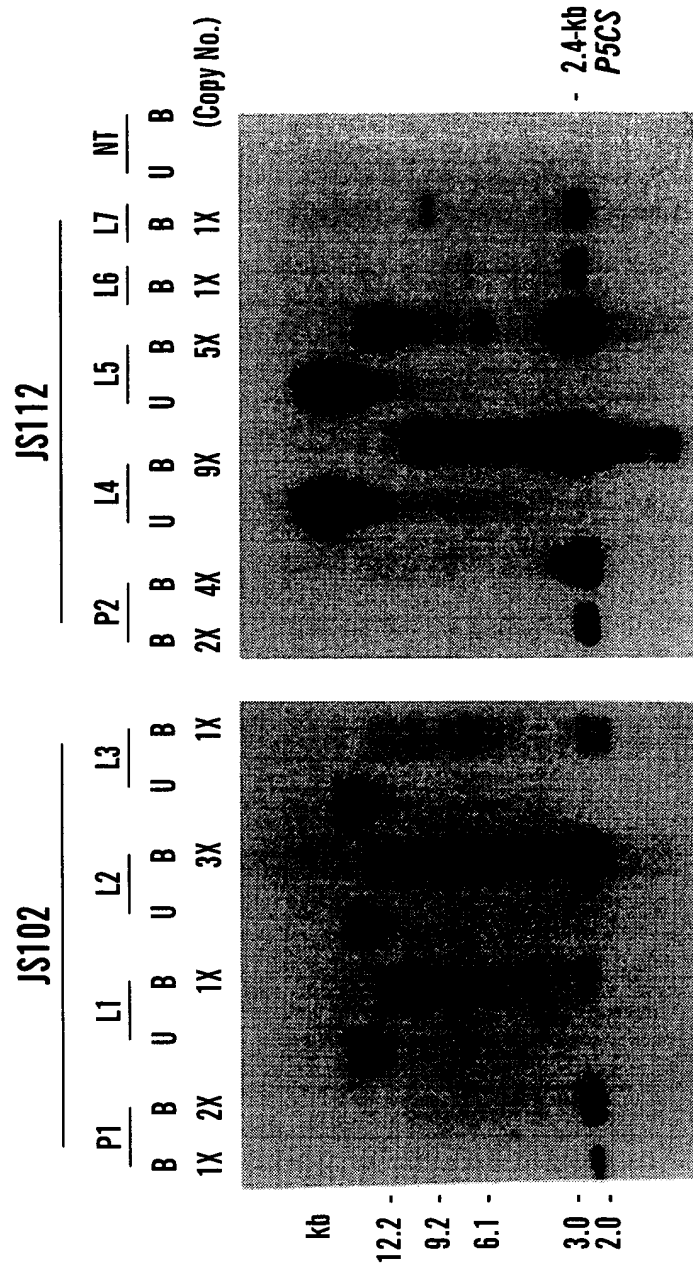 JS102 JS112
P1 L1 L2 L3 P2 L4 L5 L6 L7 NT
B B U B U B U B B B U B U B B B U B
1X 2X 1X 3X 1X 2X 4X 9X 5X 1X 1X (Copy No.)
kb
12.2 -
9.2 -
6.1 -
3.0 -
2.0 -
- 2.4-kb
P5CS